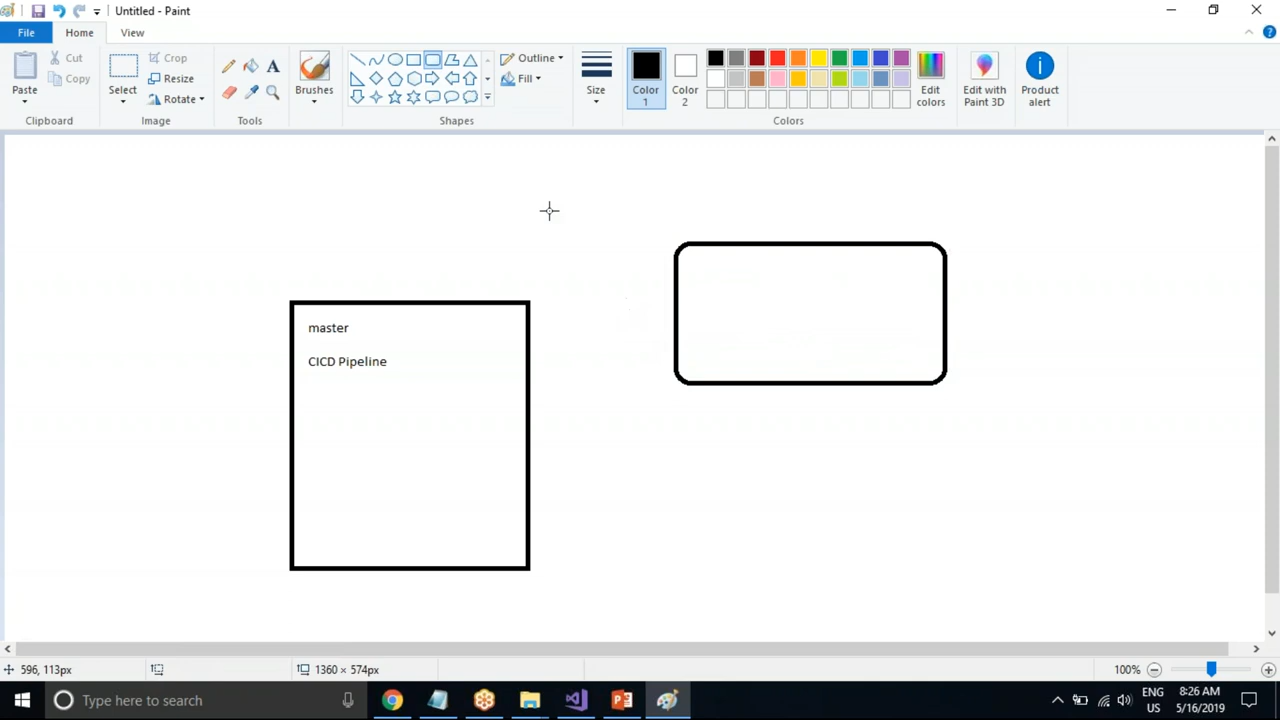 Untitled - Paint
File
Home
View
Paste
Cut
Copy
Clipboard
Select
Crop
Resize
Rotate
Image
A
Tools
Brushes
Shapes
Outline
Fill
Size
Color 1
Color 2
Edit colors
Colors
Edit with Paint 3D
Product alert
master
CICD Pipeline
596, 113px
1360 × 574px
100%
Type here to search
ENG
US
8:26 AM
5/16/2019